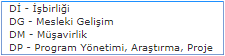 Dİ - İşbirliği
DG - Mesleki Gelişim
DM - Müşavirlik
DP - Program Yönetimi, Araştırma, Proje